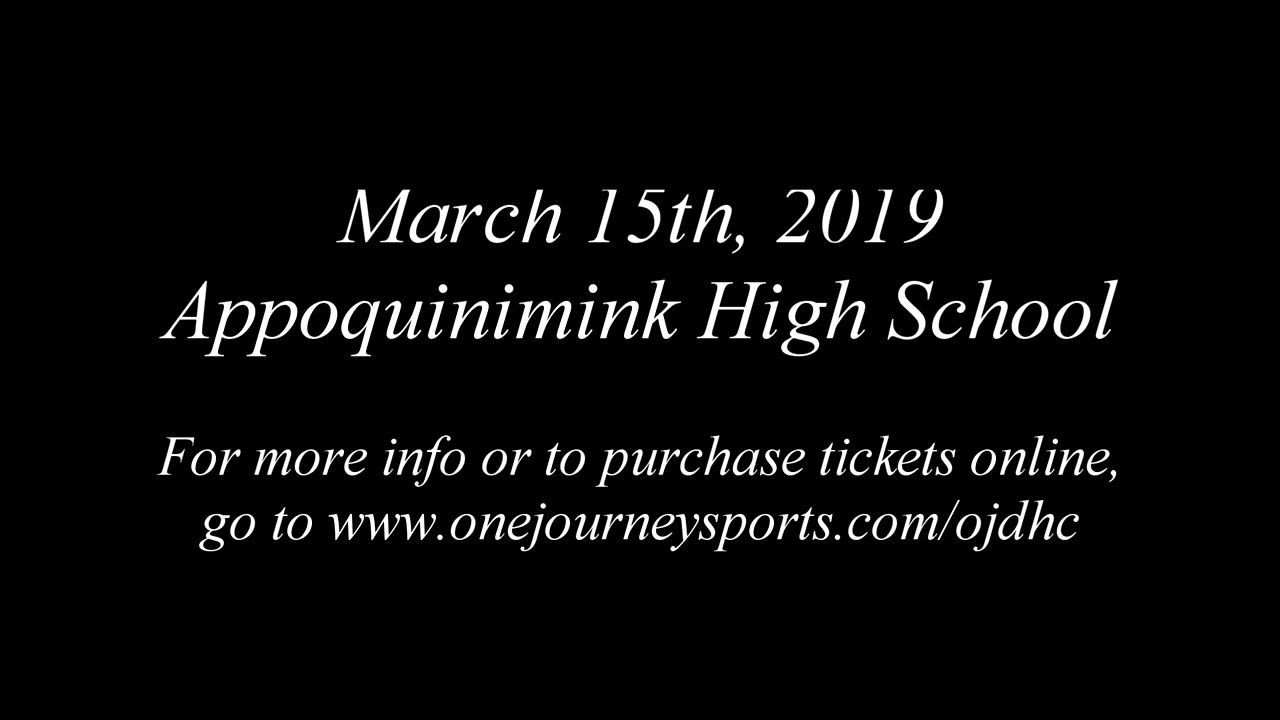 March 15th, 2019
Appoquinimink High School
For more info or to purchase tickets online,
go to www.onejourneysports.com/ojdhc